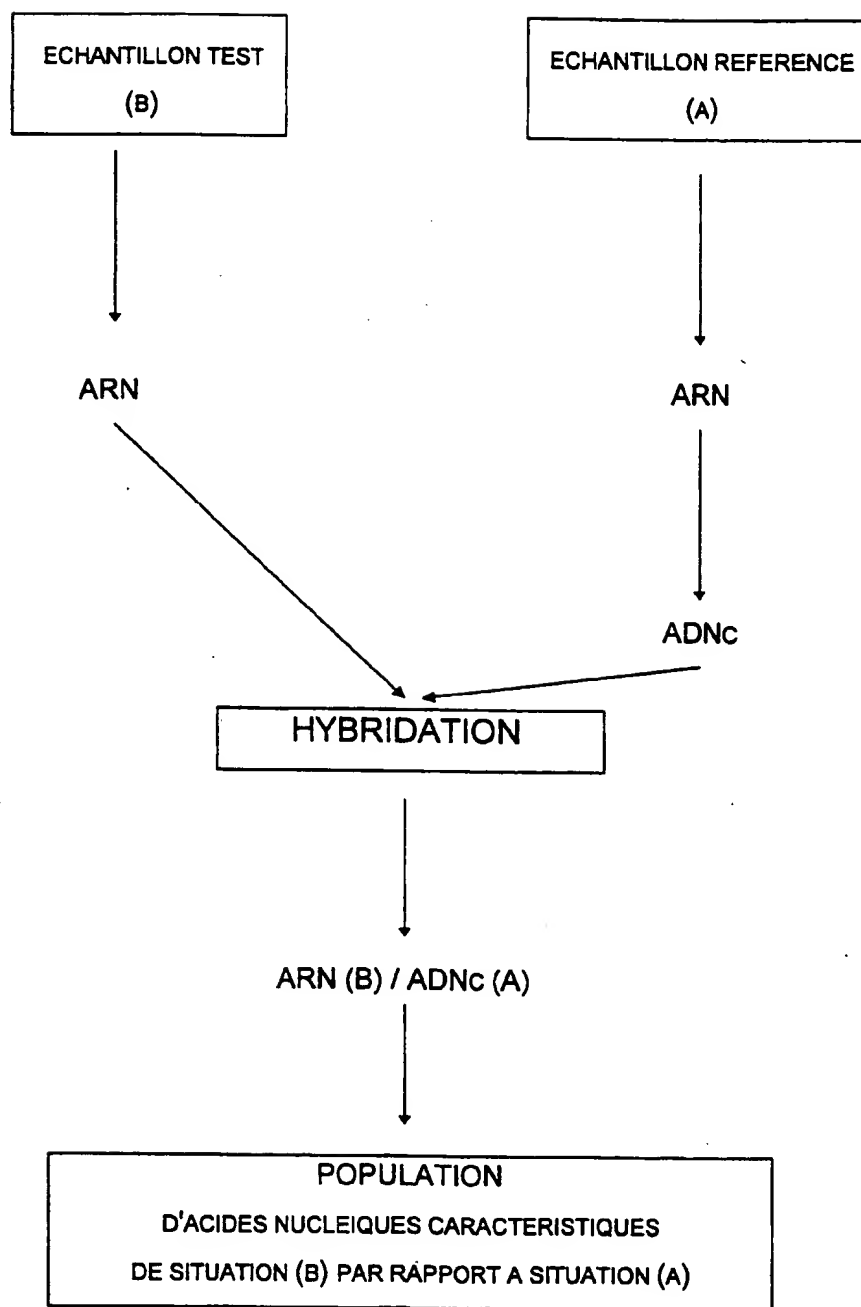 ECHANTILLON TEST
(B)
ECHANTILLON REFERENCE
(A)
ARN
ARN
ADNc
HYBRIDATION
ARN (B) / ADNc (A)
POPULATION
D'ACIDES NUCLEIQUES CARACTERISTIQUES
DE SITUATION (B) PAR RAPPORT A SITUATION (A)